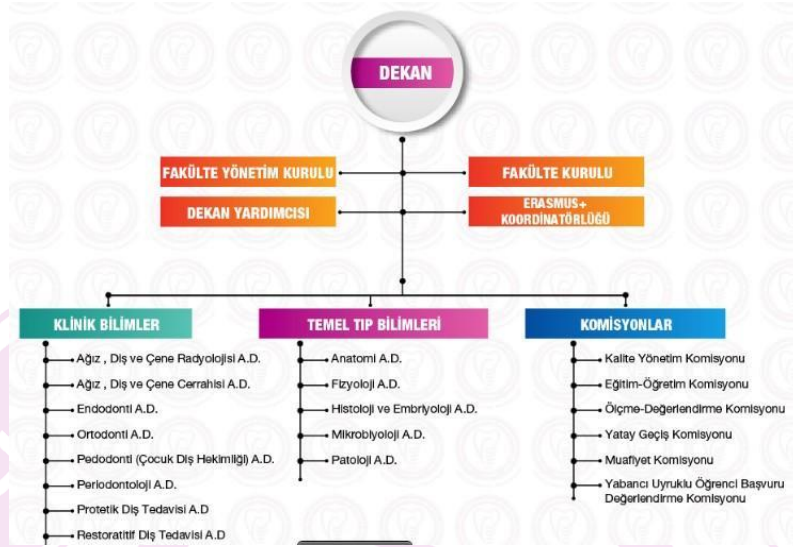 DEKAN
FAKÜLTE YÖNETİM KURULU
FAKÜLTE KURULU
DEKAN YARDIMCISI
ERASMUS+
KOORDİNATÖRLÜĞÜ
KLİNİK BİLİMLER
Ağız , Diş ve Çene Radyolojisi A.D.
Ağız , Diş ve Çene Cerrahisi A.D.
Endodonti A.D.
Ortodonti A.D.
Pedodonti (Çocuk Diş Hekimliği) A.D.
Periodontoloji A.D.
Protetik Diş Tedavisi A.D
Restoratitif Diş Tedavisi A.D
TEMEL TIP BİLİMLERİ
Anatomi A.D.
Fizyoloji A.D.
Histoloji ve Embriyoloji A.D.
Mikrobiyoloji A.D.
Patoloji A.D.
KOMİSYONLAR
Kalite Yönetim Komisyonu
Eğitim-Öğretim Komisyonu
Ölçme-Değerlendirme Komisyonu
Yatay Geçiş Komisyonu
Muafiyet Komisyonu
Yabancı Uyruklu Öğrenci Başvuru
Değerlendirme Komisyonu